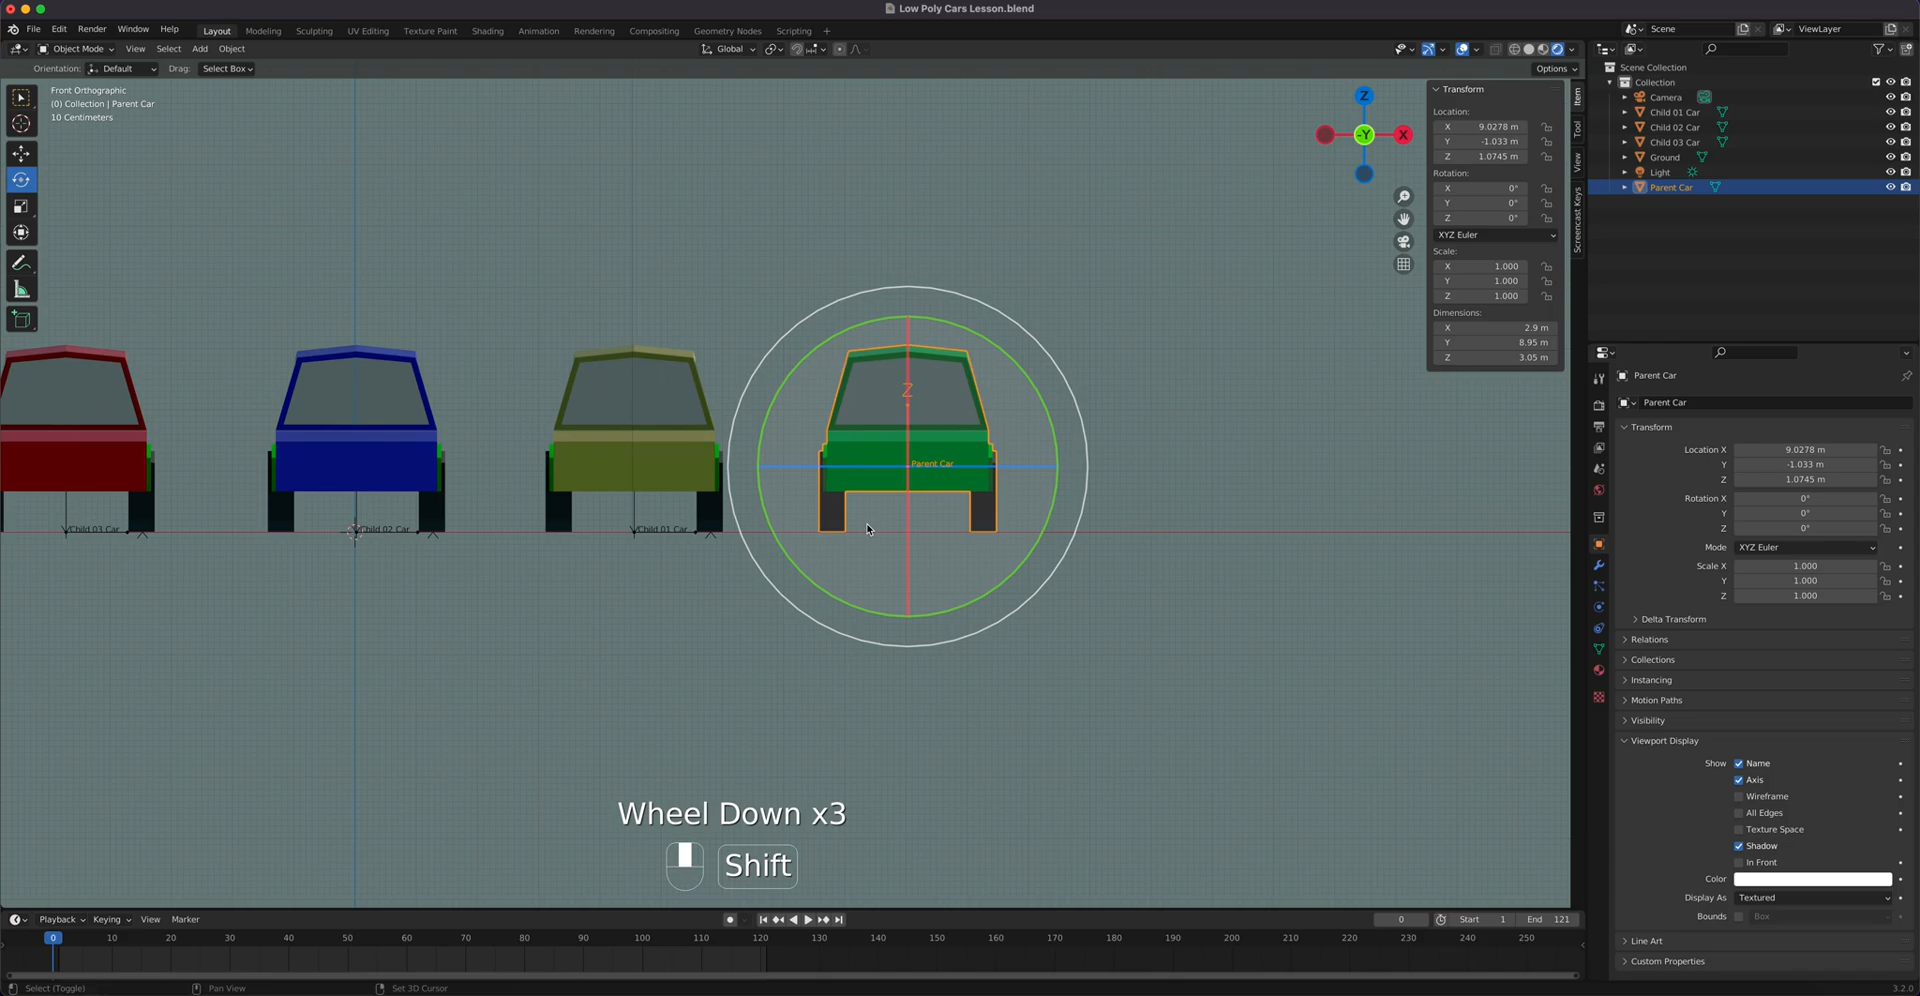 Low Poly Cars Lesson.blend
File Edit Render Window Help Layout Modeling Sculpting UV Editing Texture Paint Shading Animation Rendering Compositing Geometry Nodes Scripting + Scene ViewLayer
Object Mode View Select Add Object Global
Orientation: Default Drag: Select Box Options
Front Orthographic
(0) Collection | Parent Car
10 Centimeters
Z
-Y
X
Transform
Location:
X 9.0278 m
Y -1.033 m
Z 1.0745 m
Rotation:
X 0°
Y 0°
Z 0°
XYZ Euler
Scale:
X 1.000
Y 1.000
Z 1.000
Dimensions:
X 2.9 m
Y 8.95 m
Z 3.05 m
Item
Tool
View
Screencast Keys
Scene Collection
Collection
Camera
Child 01 Car
Child 02 Car
Child 03 Car
Ground
Light
Parent Car
Z
Parent Car
Child 03 Car
Child 02 Car
Child 01 Car
Parent Car
Parent Car
Transform
Location X 9.0278 m
Y -1.033 m
Z 1.0745 m
Rotation X 0°
Y 0°
Z 0°
Mode XYZ Euler
Scale X 1.000
Y 1.000
Z 1.000
Delta Transform
Relations
Collections
Instancing
Motion Paths
Visibility
Viewport Display
Show Name
Axis
Wireframe
All Edges
Texture Space
Shadow
In Front
Color
Display As Textured
Bounds Box
Line Art
Custom Properties
Wheel Down x3
Shift
Playback Keying View Marker 0 Start 1 End 121
0 10 20 30 40 50 60 70 80 90 100 110 120 130 140 150 160 170 180 190 200 210 220 230 240 250
Select (Toggle) Pan View Set 3D Cursor 3.2.0